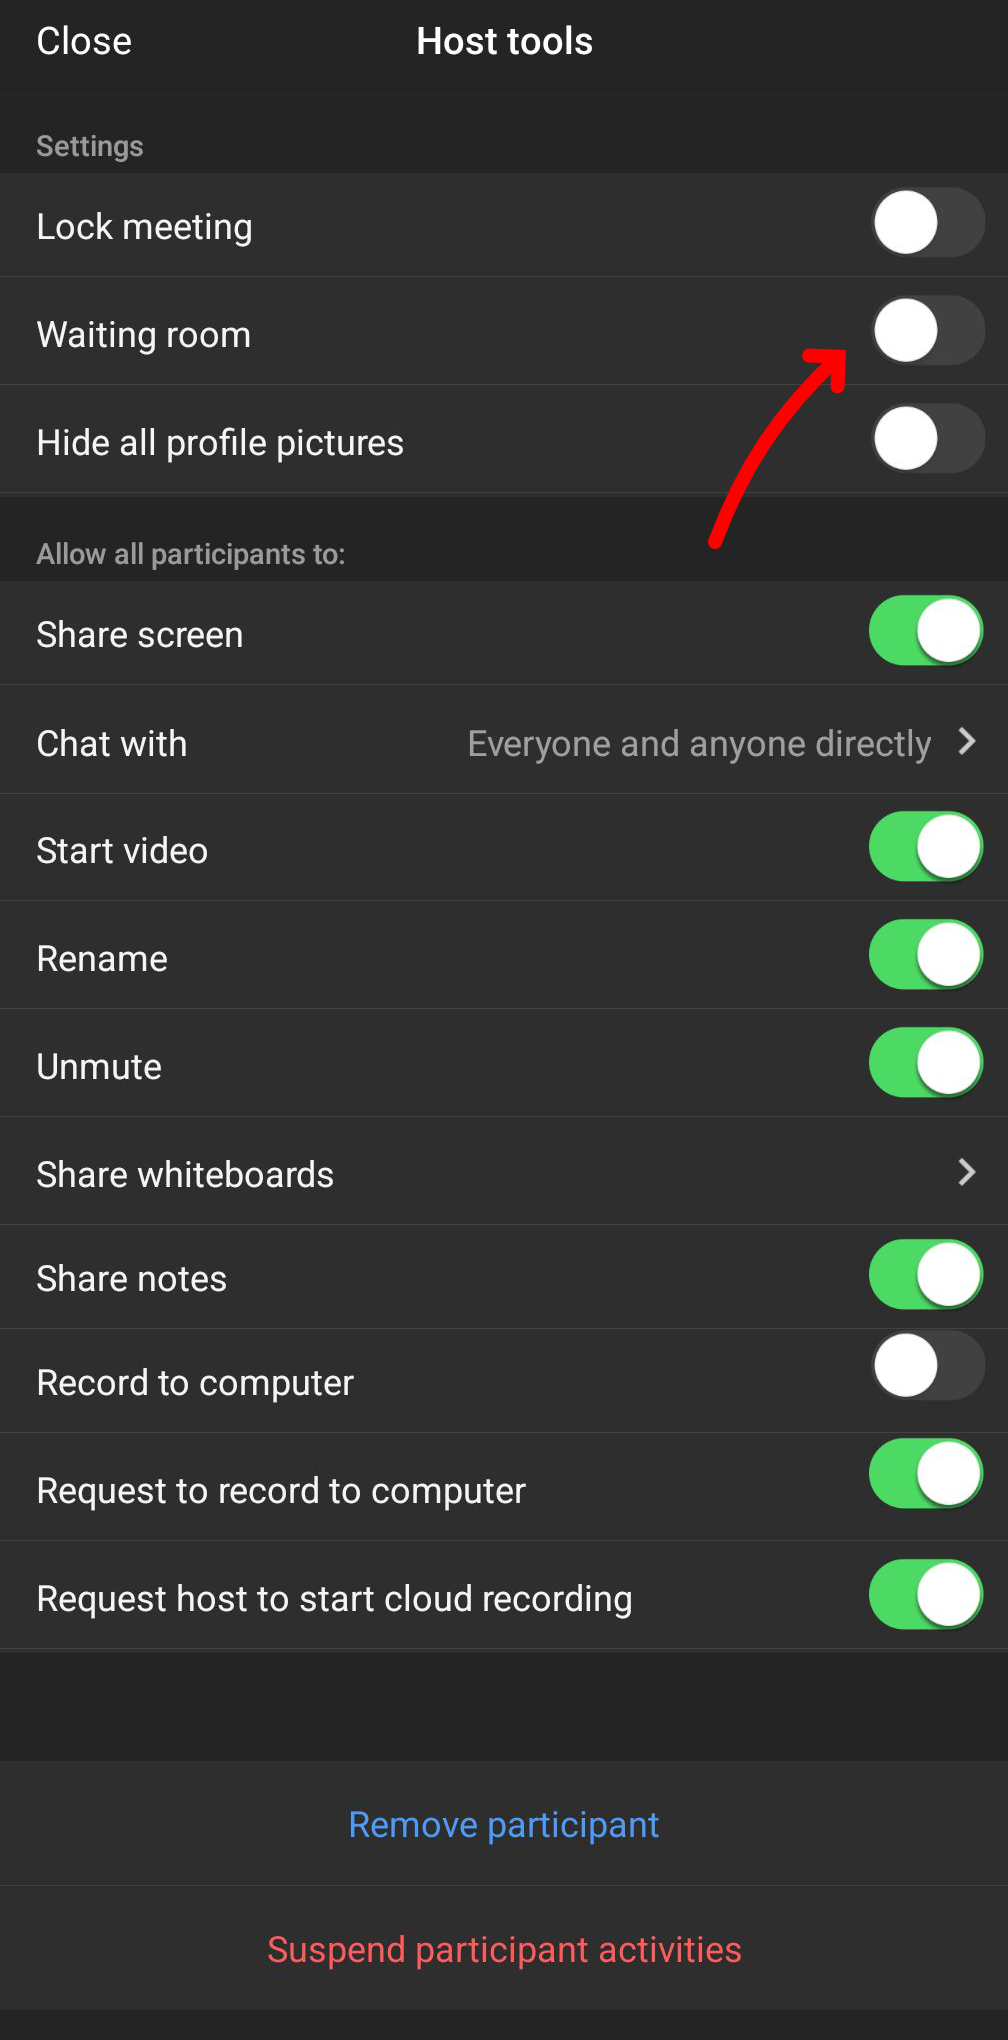 Close
Host tools
Settings
Lock meeting
Waiting room
Hide all profile pictures
Allow all participants to:
Share screen
Chat with Everyone and anyone directly
Start video
Rename
Unmute
Share whiteboards
Share notes
Record to computer
Request to record to computer
Request host to start cloud recording
Remove participant
Suspend participant activities